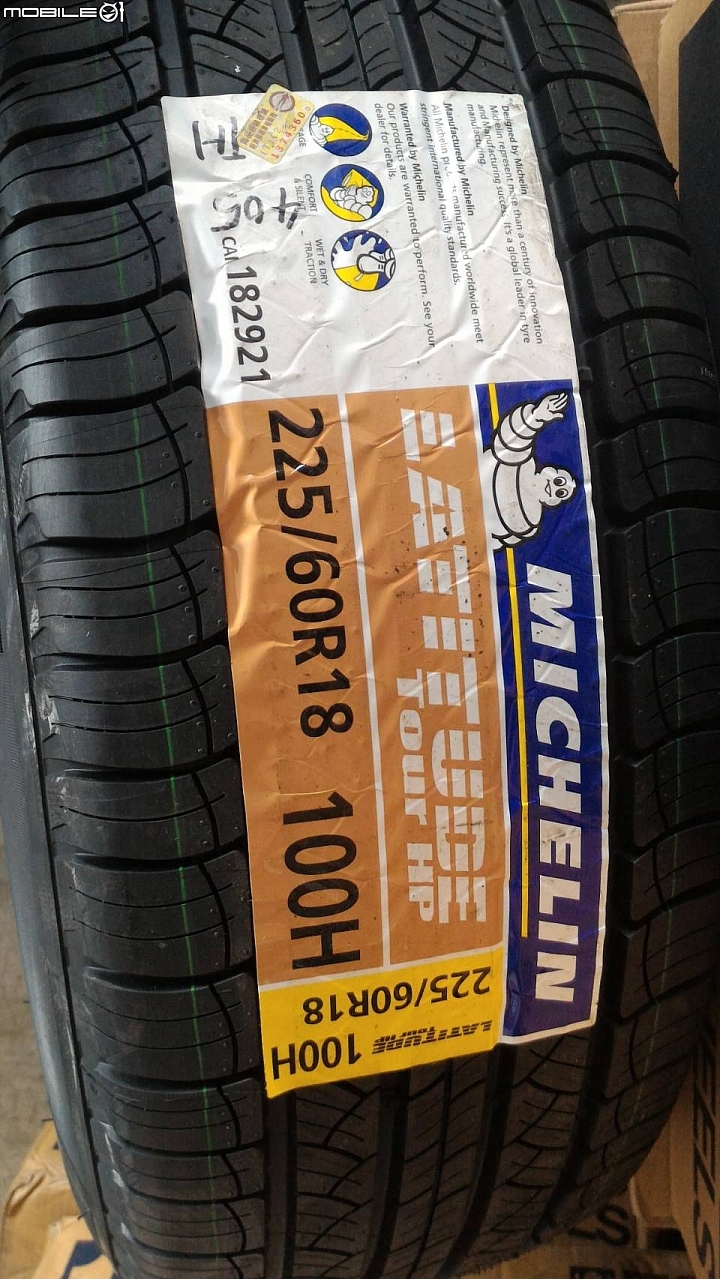 MOBILE01
Designed by Michelin
Michelin represent more than a century of innovation
and manufacturing success. It's a global leader in tyre
manufacturing.
Manufactured by Michelin
All Michelin manufactured worldwide meet
stringent international quality standards.
Warranted by Michelin
Our products are warranted to perform. See your
dealer for details.
COMFORT
& SILENT
WET & DRY
TRACTION
CAI 182921
MICHELIN
LATITUDE
Tour HP
225/60R18 100H
225/60R18
100H
LATITUDE
Tour HP